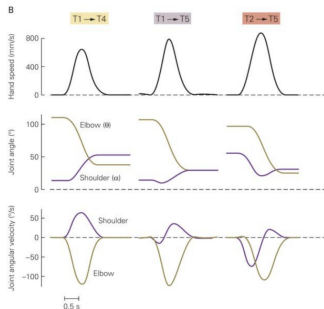 B
T1 → T4
T1 → T5
T2 → T5
Hand speed (mm/s)
800
400
0
Joint angle (°)
100
50
0
Elbow (θ)
Shoulder (α)
Joint angular velocity (°/s)
50
0
−50
−100
Shoulder
Elbow
0.5 s